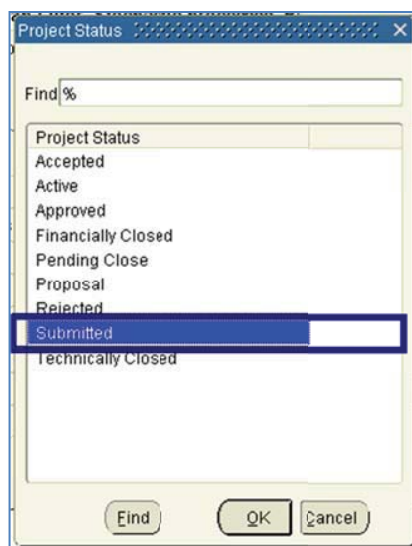 Project Status
Find %
Project Status
Accepted
Active
Approved
Financially Closed
Pending Close
Proposal
Rejected
Submitted
Technically Closed
Find
OK
Cancel